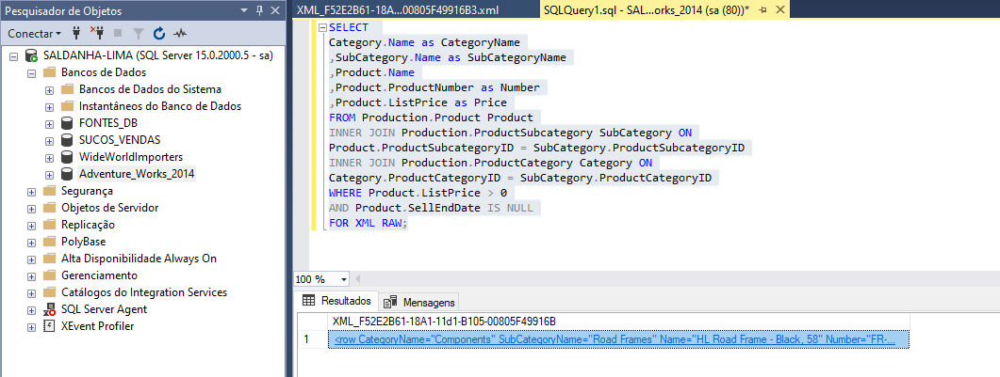 Pesquisador de Objetos
Conectar
SALDANHA-LIMA (SQL Server 15.0.2000.5 - sa)
Bancos de Dados
Bancos de Dados do Sistema
Instantâneos do Banco de Dados
FONTES_DB
SUCOS_VENDAS
WideWorldImporters
Adventure_Works_2014
Segurança
Objetos de Servidor
Replicação
PolyBase
Alta Disponibilidade Always On
Gerenciamento
Catálogos do Integration Services
SQL Server Agent
XEvent Profiler
XML_F52E2B61-18A...00805F49916B3.xml
SQLQuery1.sql - SAL...orks_2014 (sa (80))*
SELECT
Category.Name as CategoryName
,SubCategory.Name as SubCategoryName
,Product.Name
,Product.ProductNumber as Number
,Product.ListPrice as Price
FROM Production.Product Product
INNER JOIN Production.ProductSubcategory SubCategory ON
Product.ProductSubcategoryID = SubCategory.ProductSubcategoryID
INNER JOIN Production.ProductCategory Category ON
Category.ProductCategoryID = SubCategory.ProductCategoryID
WHERE Product.ListPrice > 0
AND Product.SellEndDate IS NULL
FOR XML RAW;
100 %
Resultados
Mensagens
XML_F52E2B61-18A1-11d1-B105-00805F49916B
1 <row CategoryName="Components" SubCategoryName="Road Frames" Name="HL Road Frame - Black, 58" Number="FR-...